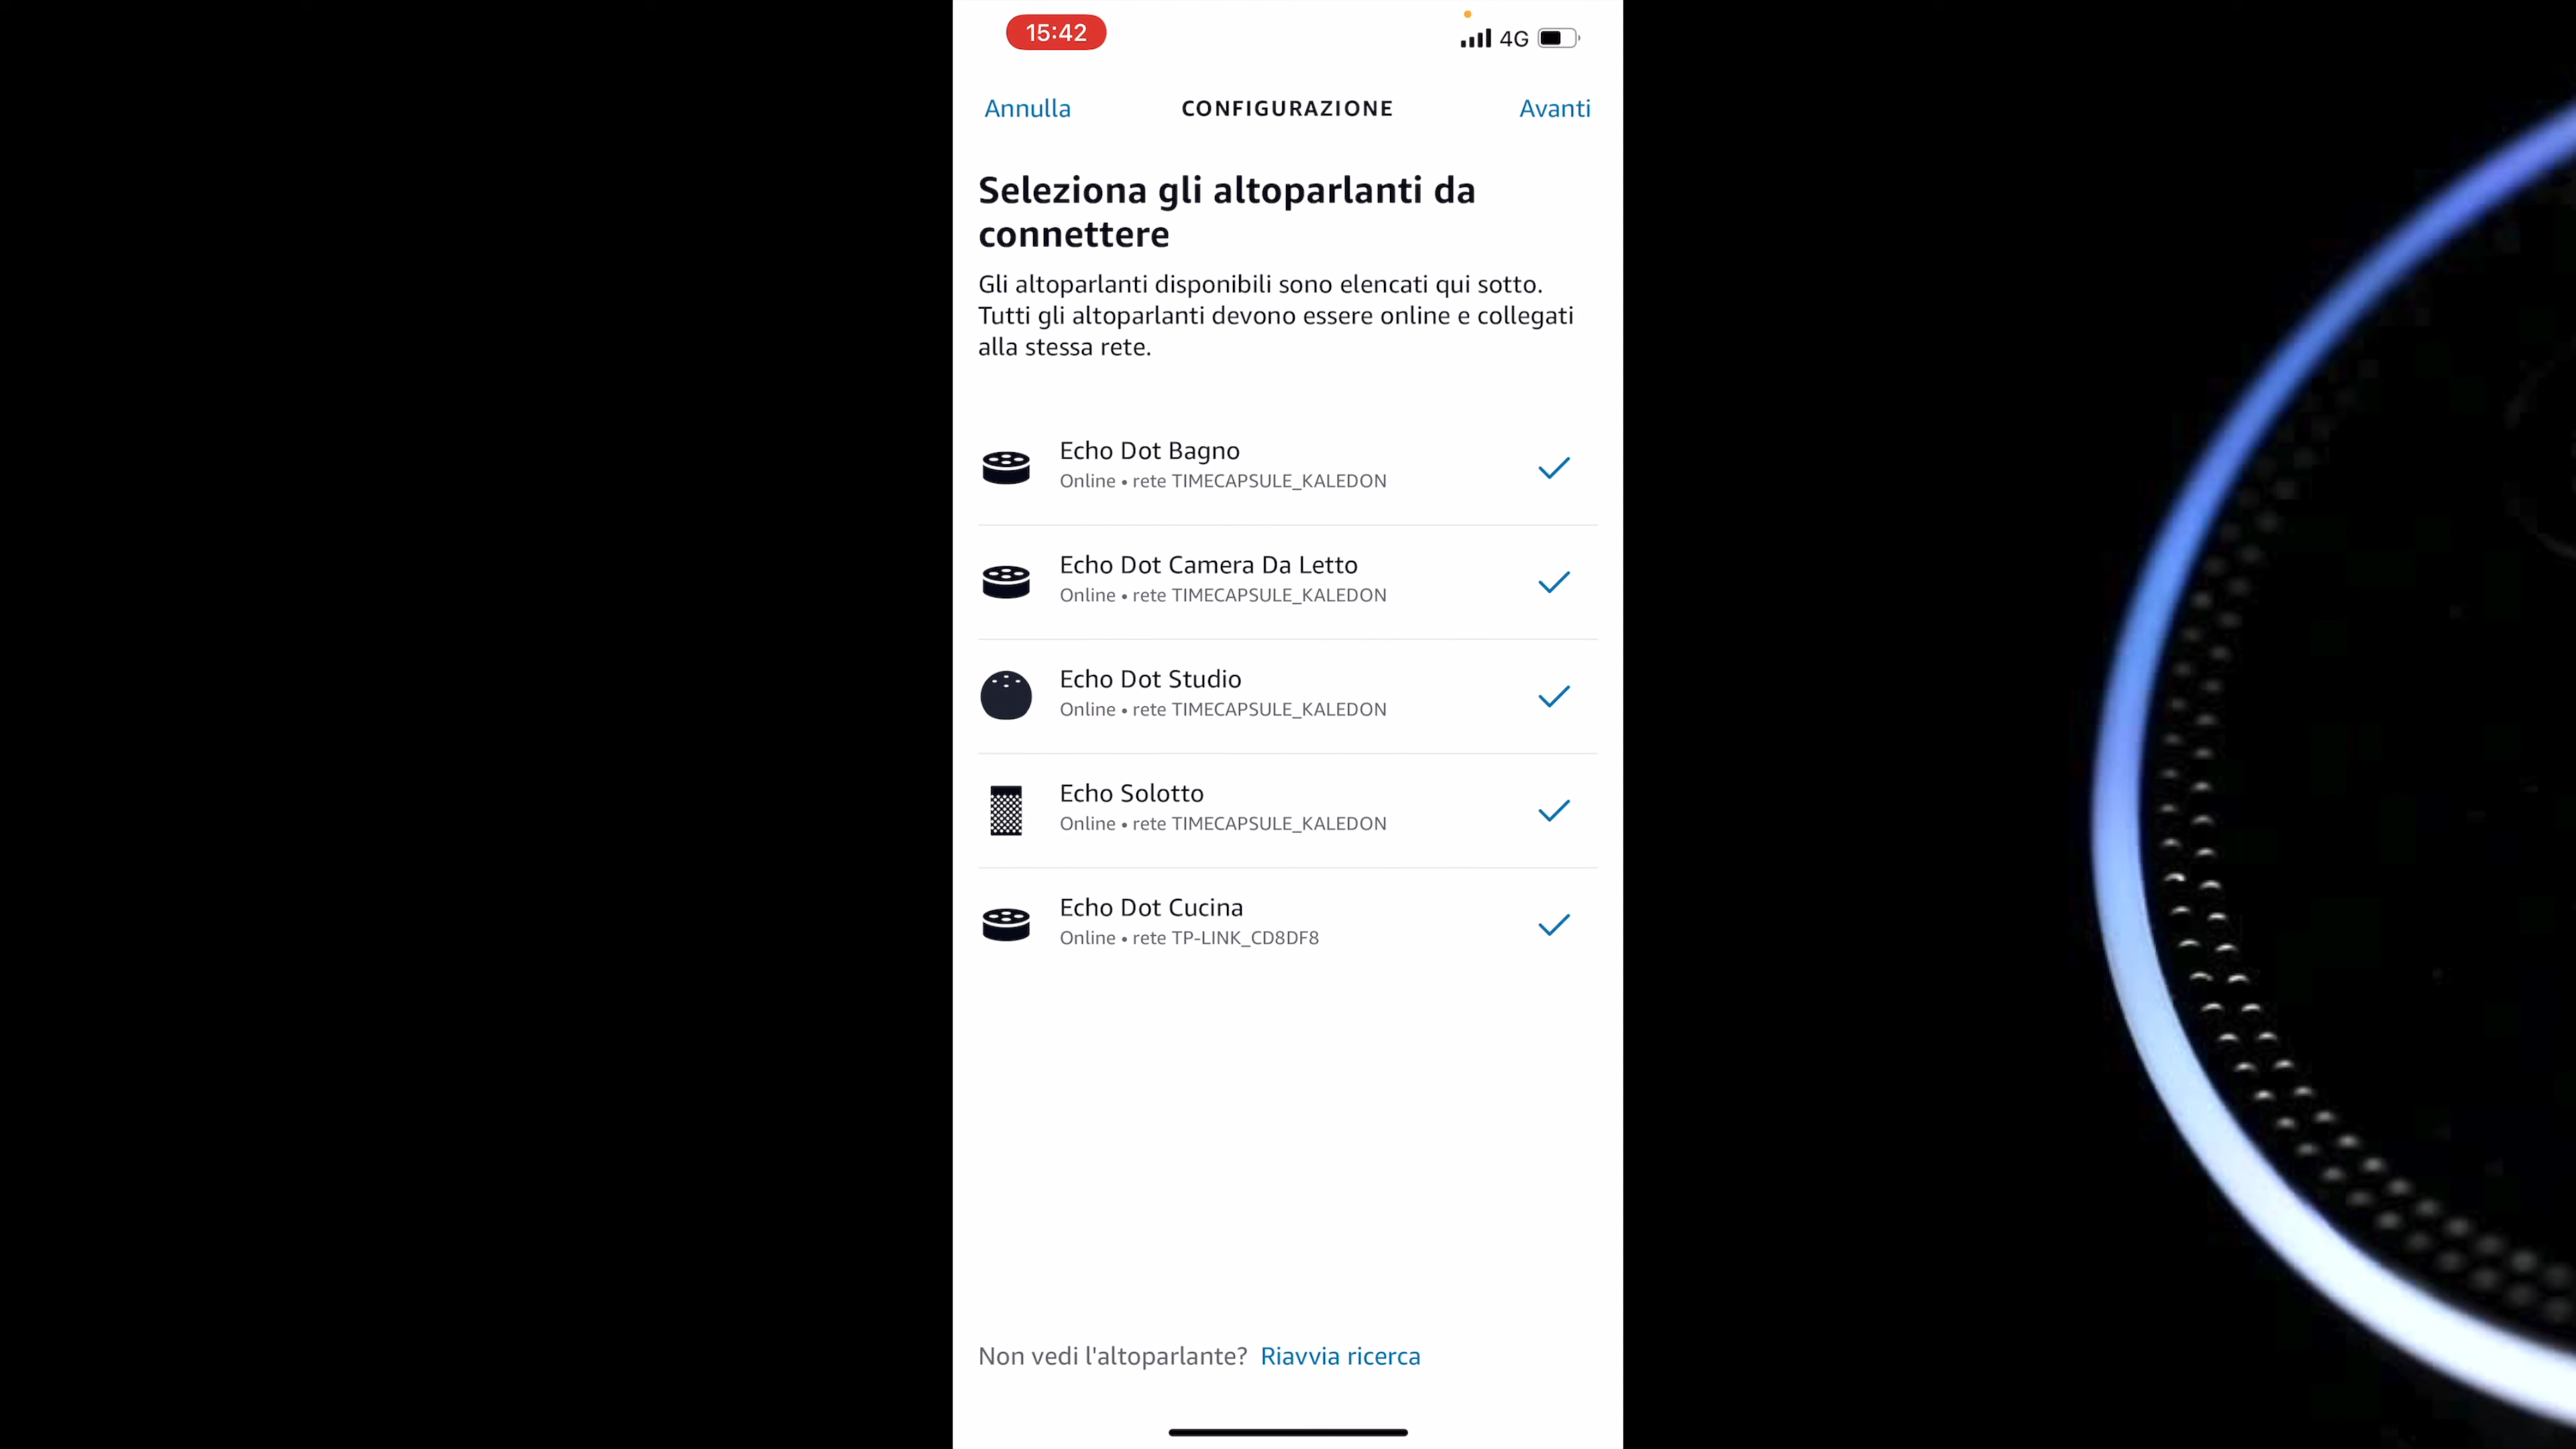 15:42
4G
Annulla CONFIGURAZIONE Avanti
Seleziona gli altoparlanti da
connettere
Gli altoparlanti disponibili sono elencati qui sotto.
Tutti gli altoparlanti devono essere online e collegati
alla stessa rete.
Echo Dot Bagno
Online • rete TIMECAPSULE_KALEDON
Echo Dot Camera Da Letto
Online • rete TIMECAPSULE_KALEDON
Echo Dot Studio
Online • rete TIMECAPSULE_KALEDON
Echo Solotto
Online • rete TIMECAPSULE_KALEDON
Echo Dot Cucina
Online • rete TP-LINK_CD8DF8
Non vedi l'altoparlante? Riavvia ricerca